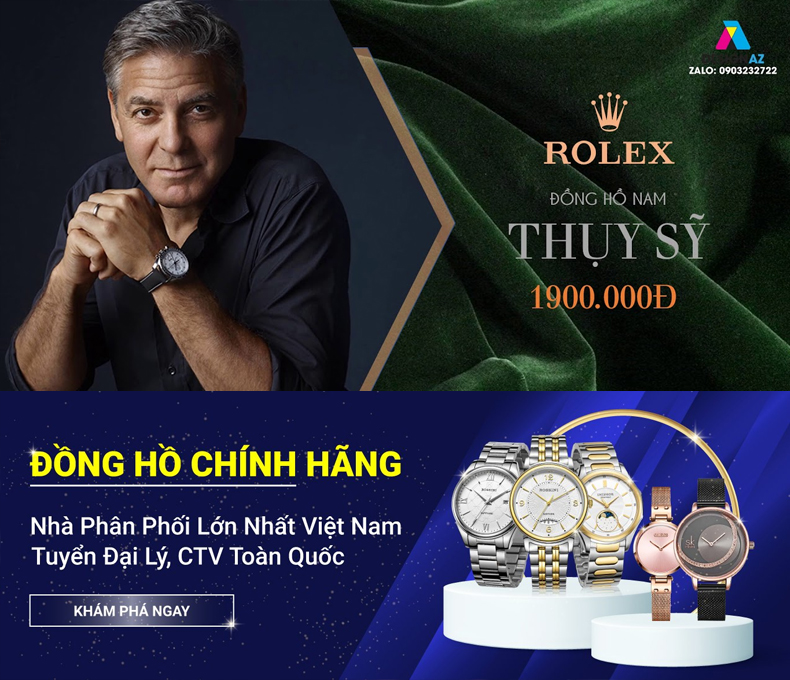 AZ
ZALO: 0903232722
ROLEX
ĐỒNG HỒ NAM
THỤY SỸ
1900.000Đ
ĐỒNG HỒ CHÍNH HÃNG
Nhà Phân Phối Lớn Nhất Việt Nam
Tuyển Đại Lý, CTV Toàn Quốc
KHÁM PHÁ NGAY